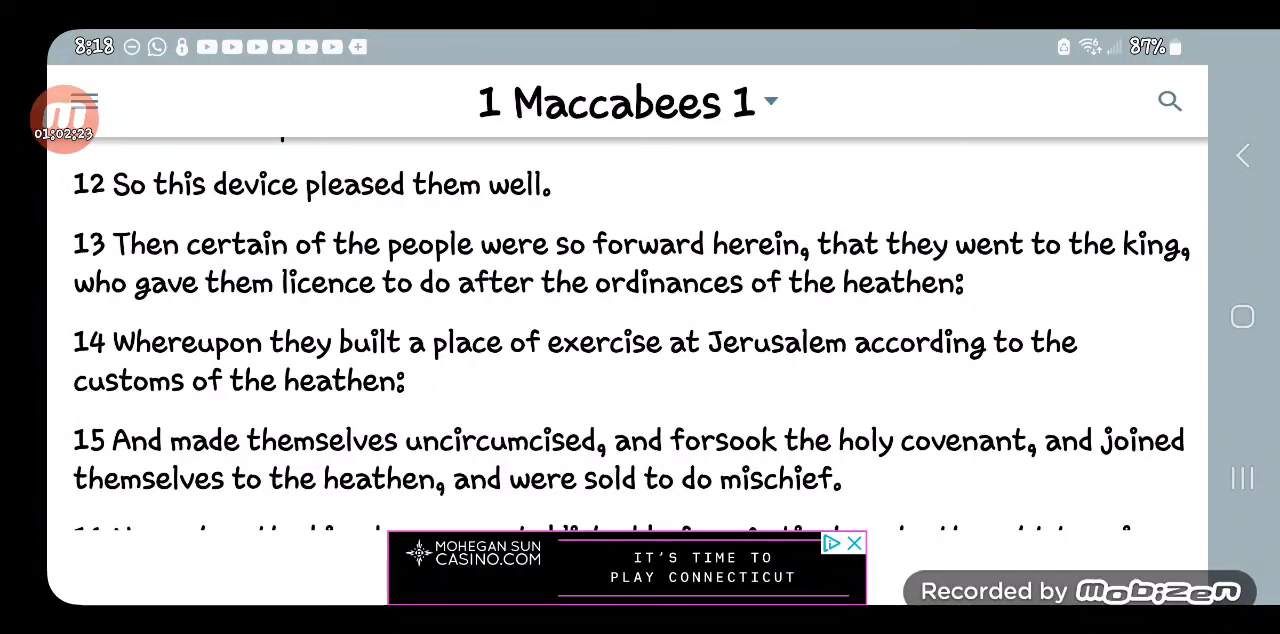 8:18
87%
1 Maccabees 1
01:02:23
12 So this device pleased them well.
13 Then certain of the people were so forward herein, that they went to the king,
who gave them licence to do after the ordinances of the heathen:
14 Whereupon they built a place of exercise at Jerusalem according to the
customs of the heathen:
15 And made themselves uncircumcised, and forsook the holy covenant, and joined
themselves to the heathen, and were sold to do mischief.
MOHEGAN SUN
CASINO.COM
IT'S TIME TO
PLAY CONNECTICUT
Recorded by mobizen